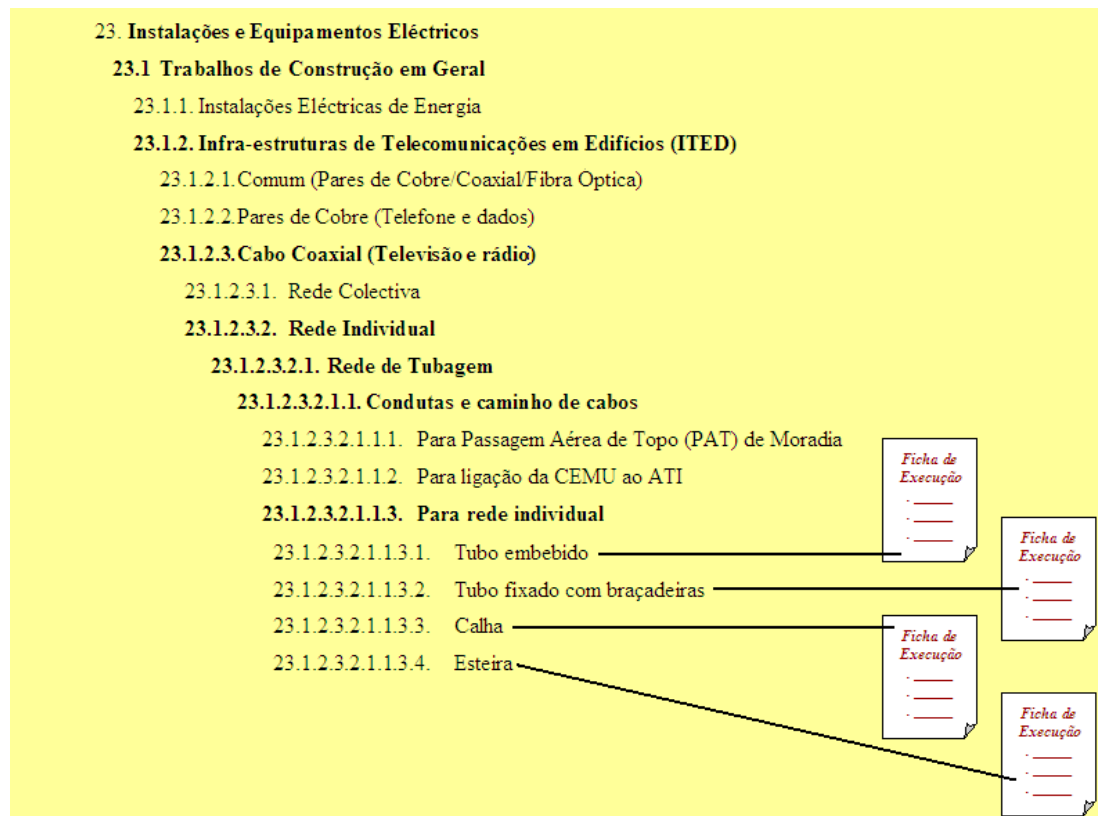 23. Instalações e Equipamentos Eléctricos
23.1 Trabalhos de Construção em Geral
23.1.1. Instalações Eléctricas de Energia
23.1.2. Infra-estruturas de Telecomunicações em Edifícios (ITED)
23.1.2.1. Comum (Pares de Cobre/Coaxial/Fibra Optica)
23.1.2.2. Pares de Cobre (Telefone e dados)
23.1.2.3. Cabo Coaxial (Televisão e rádio)
23.1.2.3.1. Rede Colectiva
23.1.2.3.2. Rede Individual
23.1.2.3.2.1. Rede de Tubagem
23.1.2.3.2.1.1. Condutas e caminho de cabos
23.1.2.3.2.1.1.1. Para Passagem Aérea de Topo (PAT) de Moradia
23.1.2.3.2.1.1.2. Para ligação da CEMU ao ATI
23.1.2.3.2.1.1.3. Para rede individual
23.1.2.3.2.1.1.3.1. Tubo embebido
23.1.2.3.2.1.1.3.2. Tubo fixado com braçadeiras
23.1.2.3.2.1.1.3.3. Calha
23.1.2.3.2.1.1.3.4. Esteira
Ficha de
Execução
Ficha de
Execução
Ficha de
Execução
Ficha de
Execução